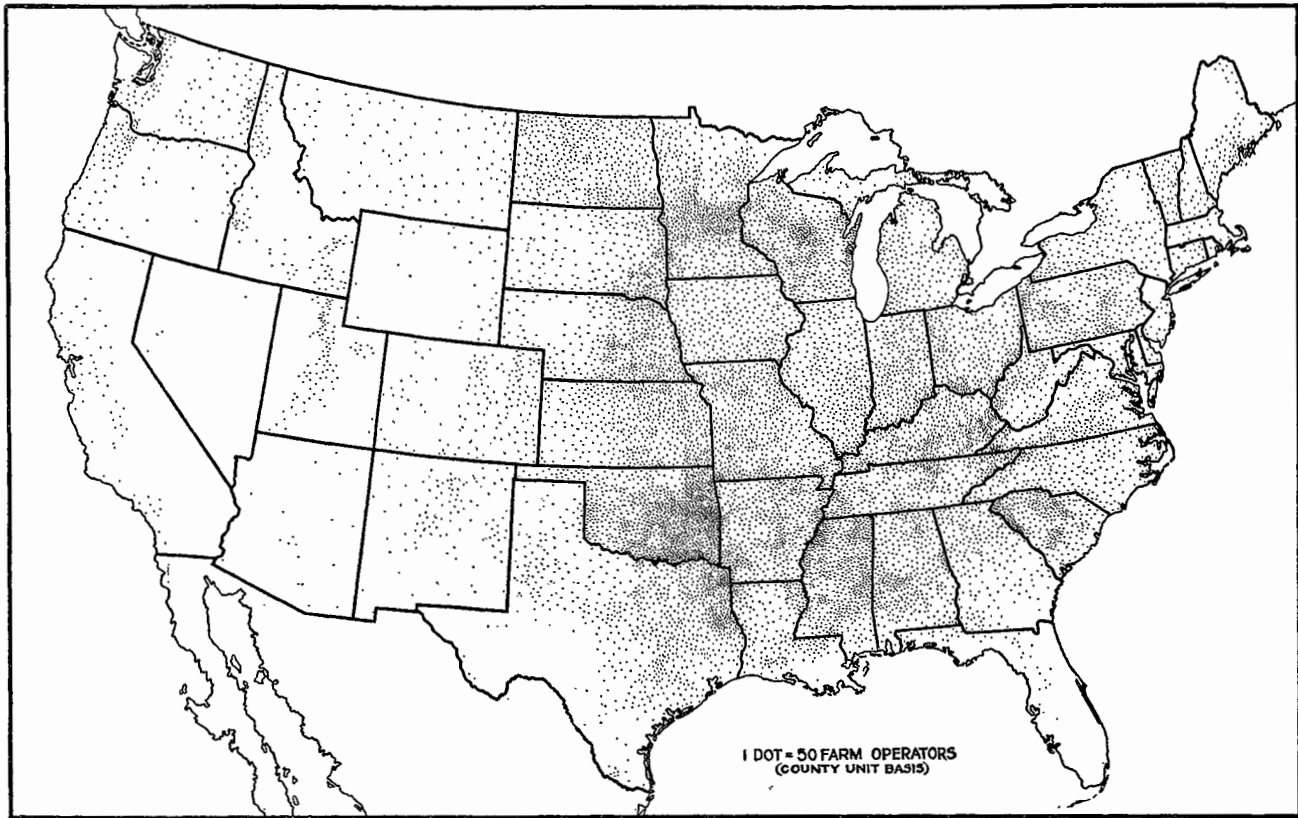 1 DOT = 50 FARM OPERATORS
(COUNTY UNIT BASIS)